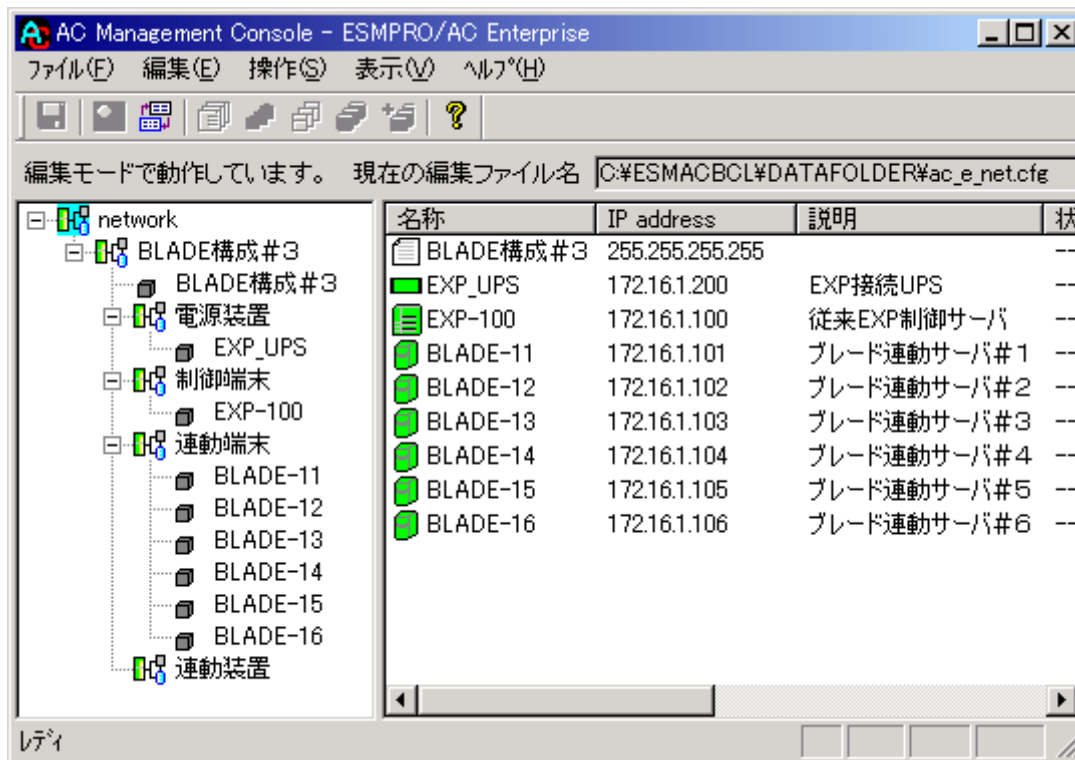 AC Management Console - ESMPRO/AC Enterprise
ファイル(F) 編集(E) 操作(S) 表示(V) ヘルプ(H)
編集モードで動作しています。 現在の編集ファイル名 C:¥ESMACBCL¥DATAFOLDER¥ac_e_net.cfg
network
BLADE構成#3
BLADE構成#3
電源装置
EXP_UPS
制御端末
EXP-100
連動端末
BLADE-11
BLADE-12
BLADE-13
BLADE-14
BLADE-15
BLADE-16
連動装置
名称 IP address 説明 状
BLADE構成#3 255.255.255.255 --
EXP_UPS 172.16.1.200 EXP接続UPS --
EXP-100 172.16.1.100 従来EXP制御サーバ --
BLADE-11 172.16.1.101 ブレード連動サーバ#1 --
BLADE-12 172.16.1.102 ブレード連動サーバ#2 --
BLADE-13 172.16.1.103 ブレード連動サーバ#3 --
BLADE-14 172.16.1.104 ブレード連動サーバ#4 --
BLADE-15 172.16.1.105 ブレード連動サーバ#5 --
BLADE-16 172.16.1.106 ブレード連動サーバ#6 --
レディ